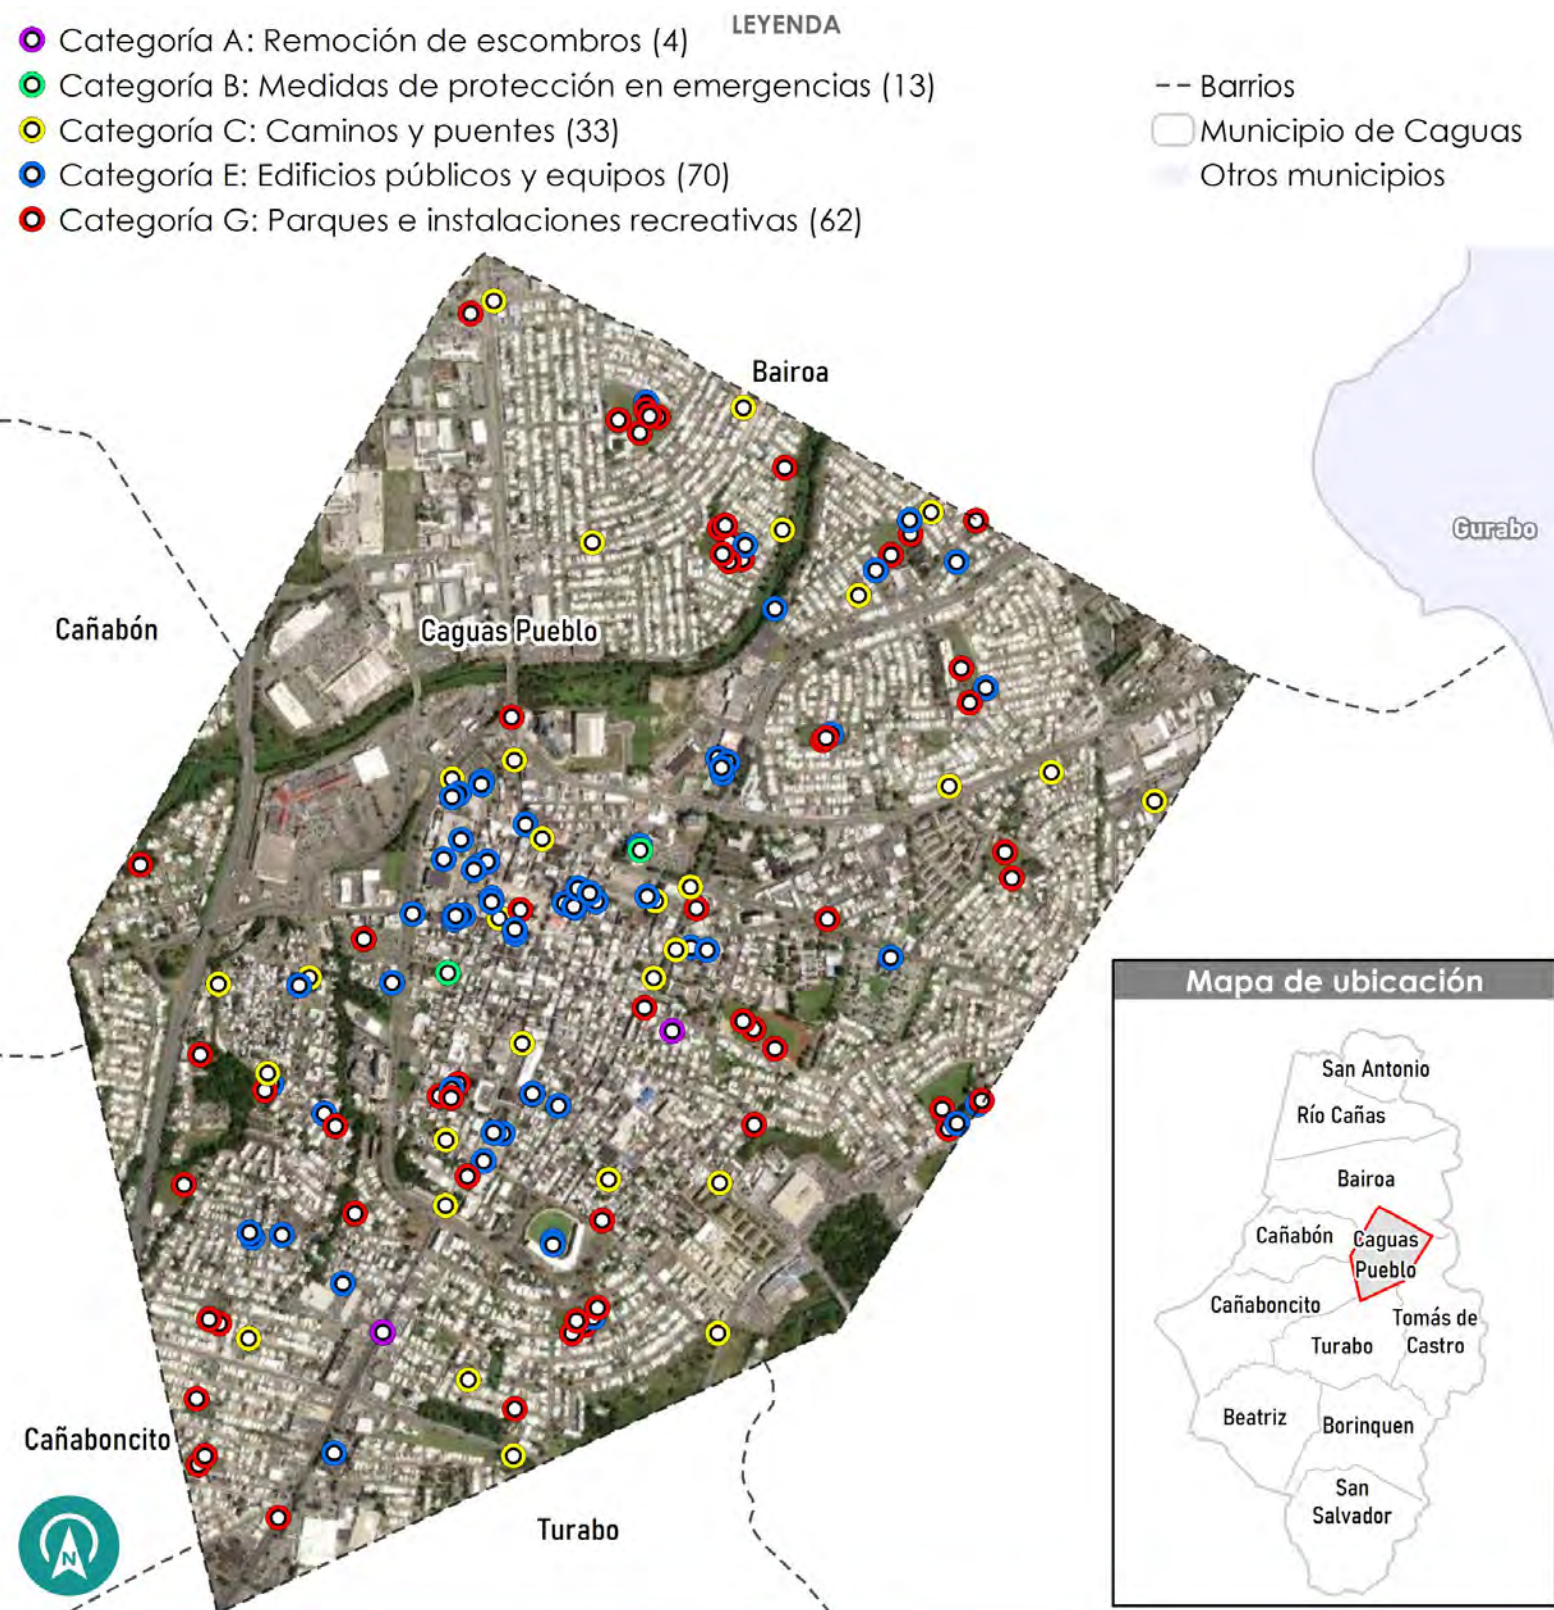 LEYENDA
Categoría A: Remoción de escombros (4)
Categoría B: Medidas de protección en emergencias (13)
Categoría C: Caminos y puentes (33)
Categoría E: Edificios públicos y equipos (70)
Categoría G: Parques e instalaciones recreativas (62)
Barrios
Municipio de Caguas
Otros municipios
Bairoa
Gurabo
Cañabón
Caguas Pueblo
Cañaboncito
Turabo
N
Mapa de ubicación
San Antonio
Río Cañas
Bairoa
Cañabón
Caguas
Pueblo
Cañaboncito
Tomás de
Castro
Turabo
Beatriz
Borinquen
San
Salvador